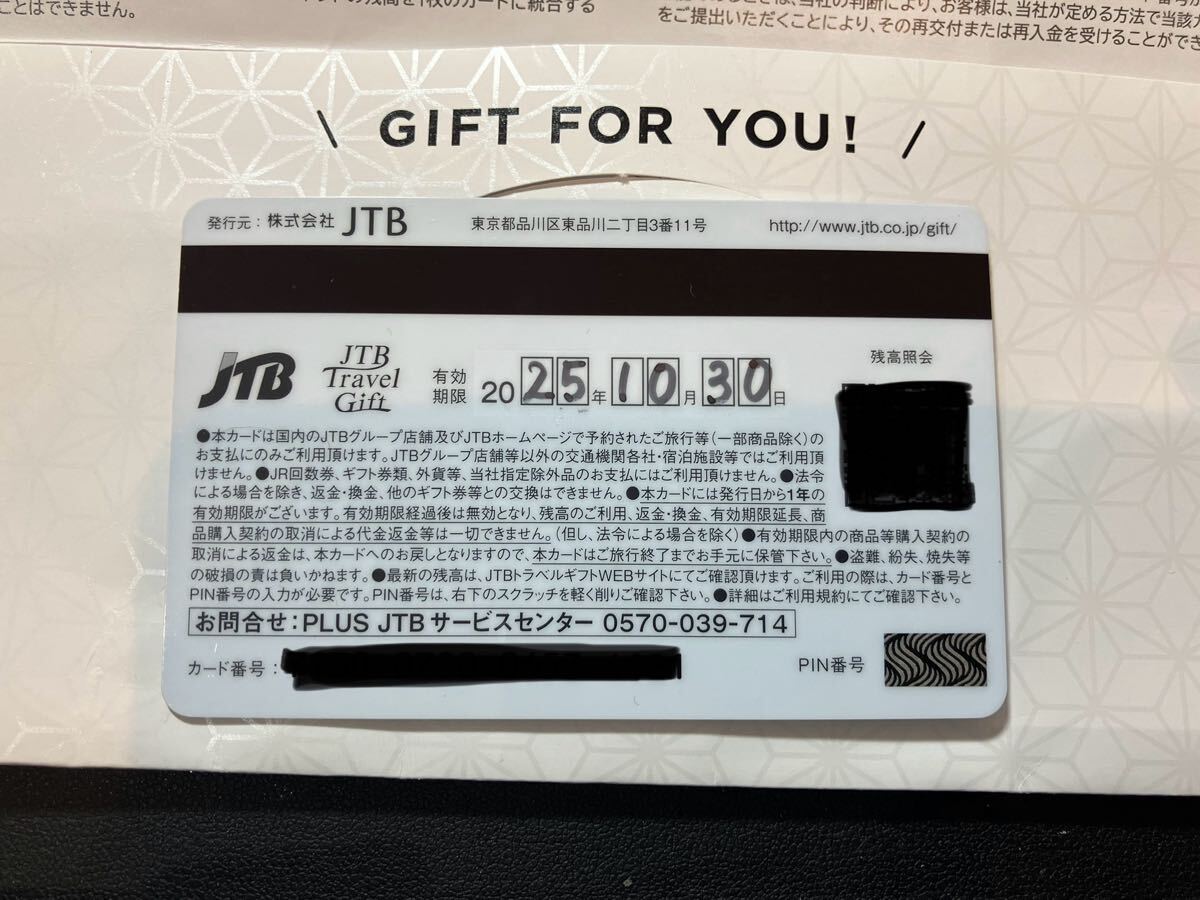 ことはできません。
の残高を1枚のカードに統合する
は、当社の判断により、お客様は、当社が定める方法で当該カ
をご提出いただくことにより、その再交付または再入金を受けることができ
\ GIFT FOR YOU! /
発行元：株式会社 JTB 東京都品川区東品川二丁目3番11号 http://www.jtb.co.jp/gift/
JTB
JTB
Travel
Gift
有効
期限
2025年10月30日
残高照会
●本カードは国内のJTBグループ店舗及びJTBホームページで予約されたご旅行等（一部商品除く）の
お支払にのみご利用頂けます。JTBグループ店舗等以外の交通機関各社・宿泊施設等ではご利用頂
けません。●JR回数券、ギフト券類、外貨等、当社指定除外品のお支払にはご利用頂けません。●法令
による場合を除き、返金・換金、他のギフト券等との交換はできません。●本カードには発行日から1年の
有効期限がございます。有効期限経過後は無効となり、残高のご利用、返金・換金、有効期限延長、商
品購入契約の取消による代金返金等は一切できません。（但し、法令による場合を除く）●有効期限内の商品等購入契約の
取消による返金は、本カードへのお戻しとなりますので、本カードはご旅行終了までお手元に保管下さい。●盗難、紛失、焼失等
の破損の責は負いかねます。●最新の残高は、JTBトラベルギフトWEBサイトにてご確認頂けます。ご利用の際は、カード番号と
PIN番号の入力が必要です。PIN番号は、右下のスクラッチを軽く削りご確認下さい。●詳細はご利用規約にてご確認下さい。
お問合せ：PLUS JTBサービスセンター 0570-039-714
カード番号：
PIN番号